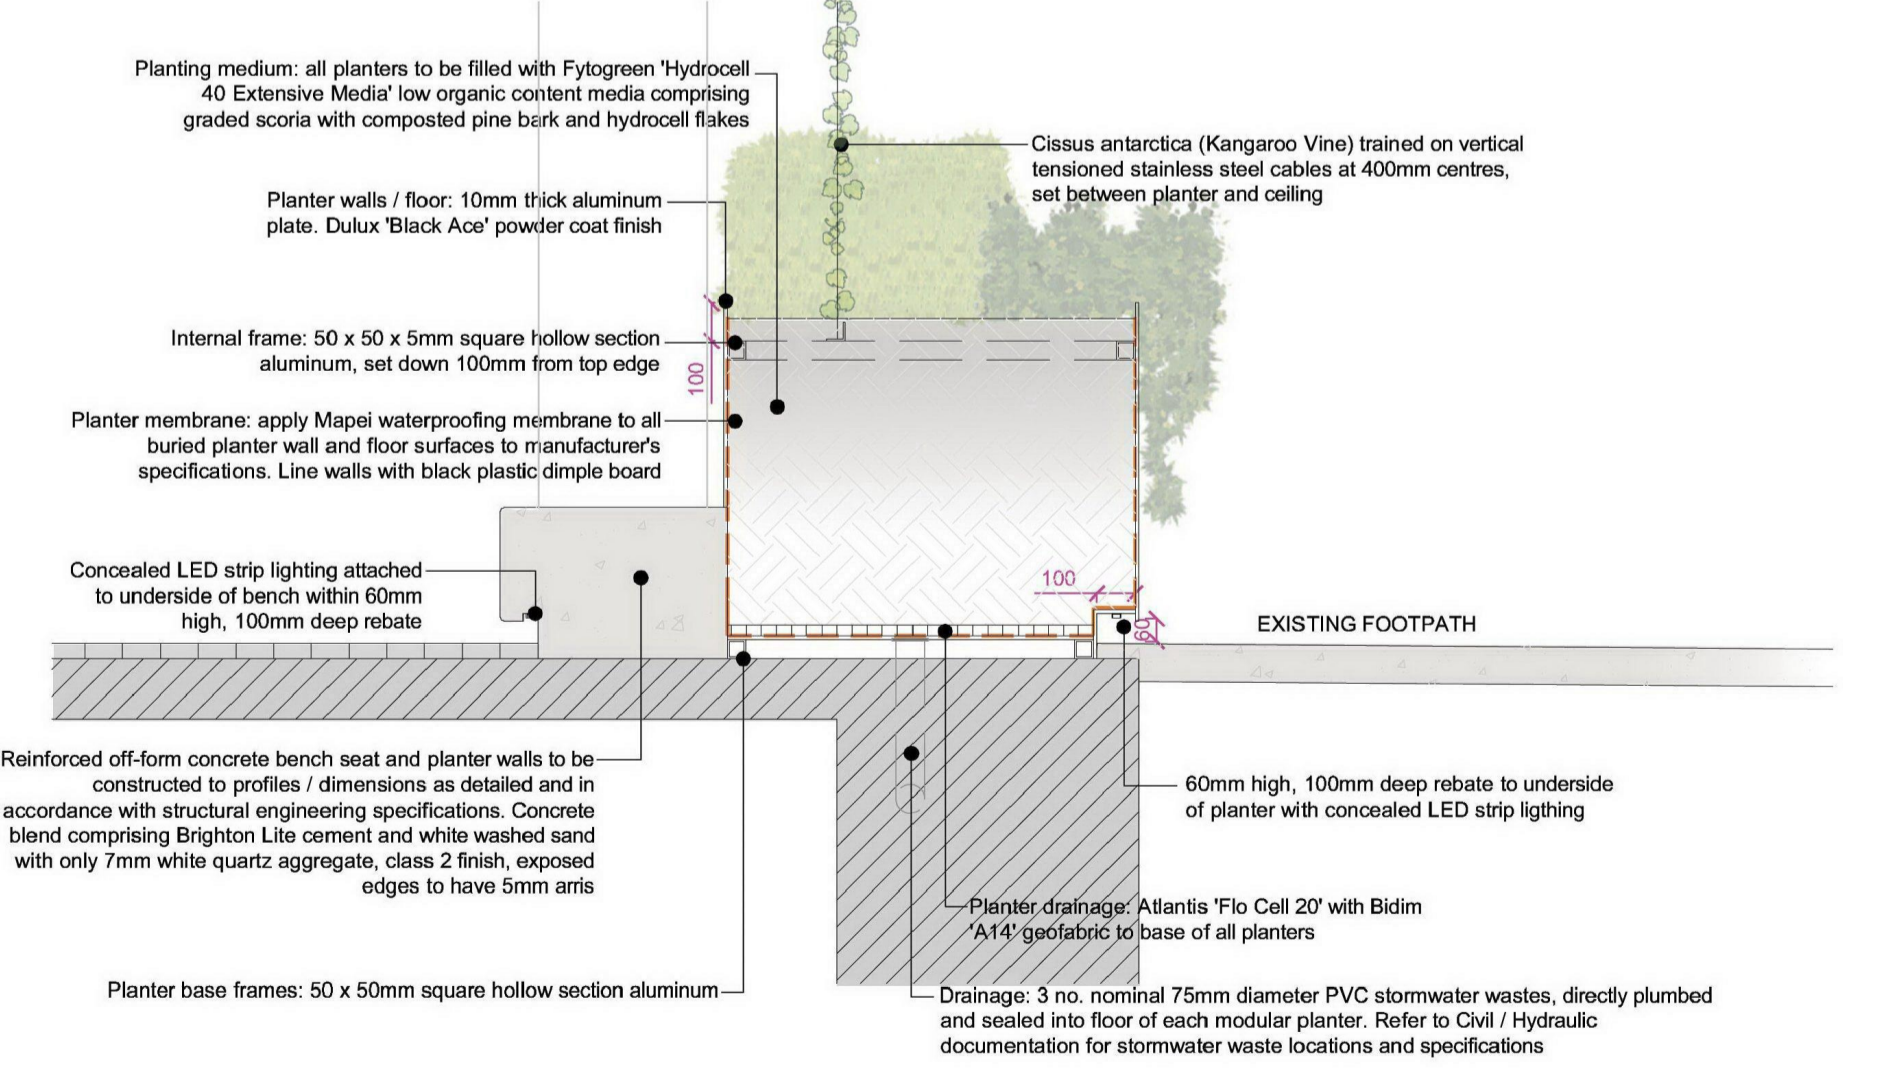 Planting medium: all planters to be filled with Fytogreen 'Hydrocell
40 Extensive Media' low organic content media comprising
graded scoria with composted pine bark and hydrocell flakes
Cissus antarctica (Kangaroo Vine) trained on vertical
tensioned stainless steel cables at 400mm centres,
set between planter and ceiling
Planter walls / floor: 10mm thick aluminum
plate. Dulux 'Black Ace' powder coat finish
Internal frame: 50 x 50 x 5mm square hollow section
aluminum, set down 100mm from top edge
100
Planter membrane: apply Mapei waterproofing membrane to all
buried planter wall and floor surfaces to manufacturer's
specifications. Line walls with black plastic dimple board
Concealed LED strip lighting attached
to underside of bench within 60mm
high, 100mm deep rebate
100
60
EXISTING FOOTPATH
Reinforced off-form concrete bench seat and planter walls to be
constructed to profiles / dimensions as detailed and in
accordance with structural engineering specifications. Concrete
blend comprising Brighton Lite cement and white washed sand
with only 7mm white quartz aggregate, class 2 finish, exposed
edges to have 5mm arris
60mm high, 100mm deep rebate to underside
of planter with concealed LED strip ligthing
Planter drainage: Atlantis 'Flo Cell 20' with Bidim
'A14' geofabric to base of all planters
Planter base frames: 50 x 50mm square hollow section aluminum
Drainage: 3 no. nominal 75mm diameter PVC stormwater wastes, directly plumbed
and sealed into floor of each modular planter. Refer to Civil / Hydraulic
documentation for stormwater waste locations and specifications